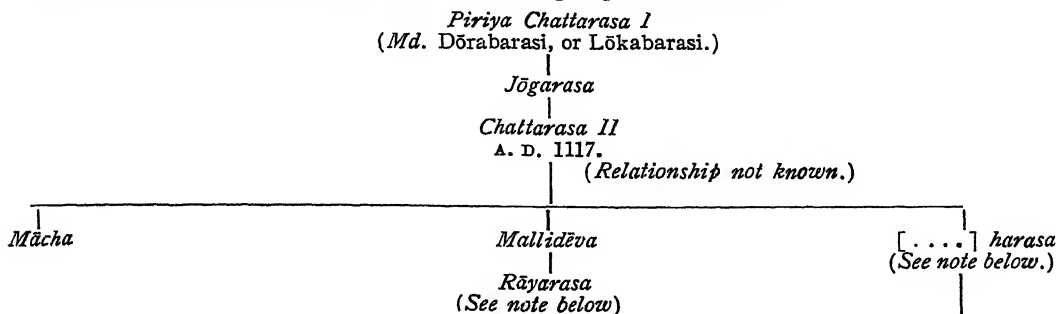 Piriya Chattarasa I
(Md. Dōrabarasi, or Lōkabarasi.)
Jōgarasa
Chattarasa II
A. D. 1117.
(Relationship not known.)
Mācha Mallidēva [....] harasa
(See note below.)
Rāyarasa
(See note below)